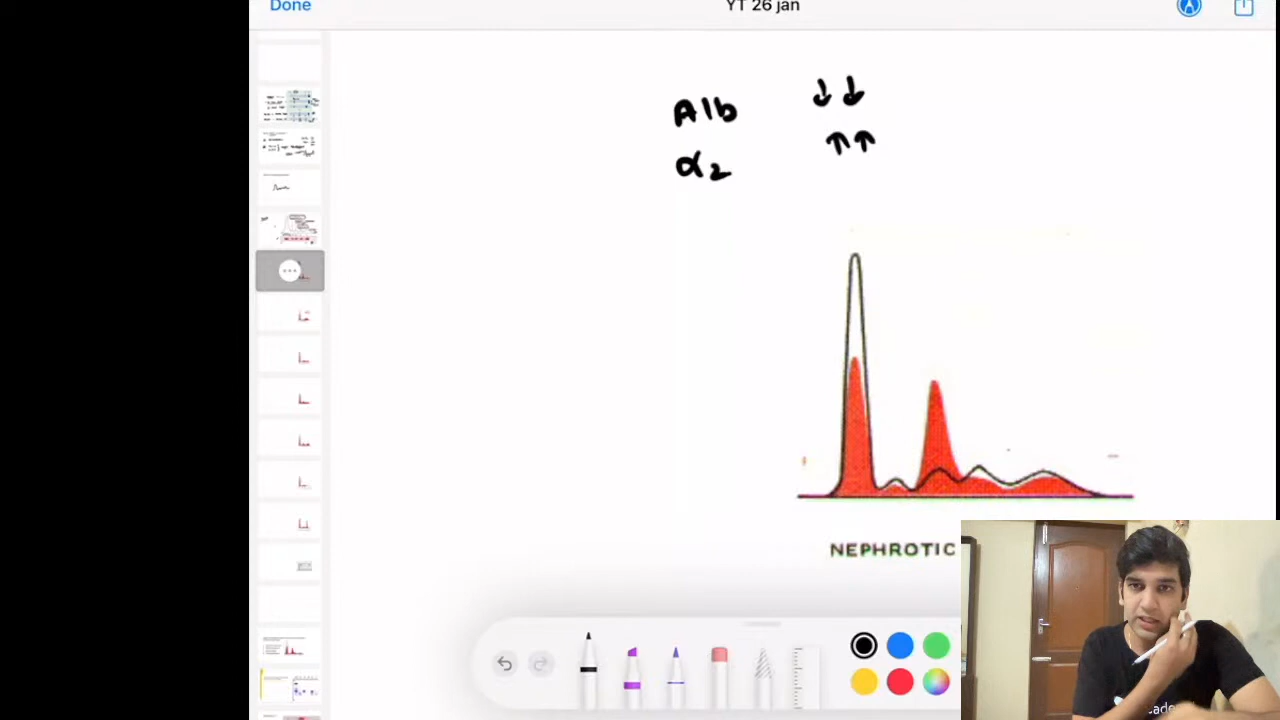 Done
YT 26 jan
Alb ↓↓
α2 ↑↑
NEPHROTIC